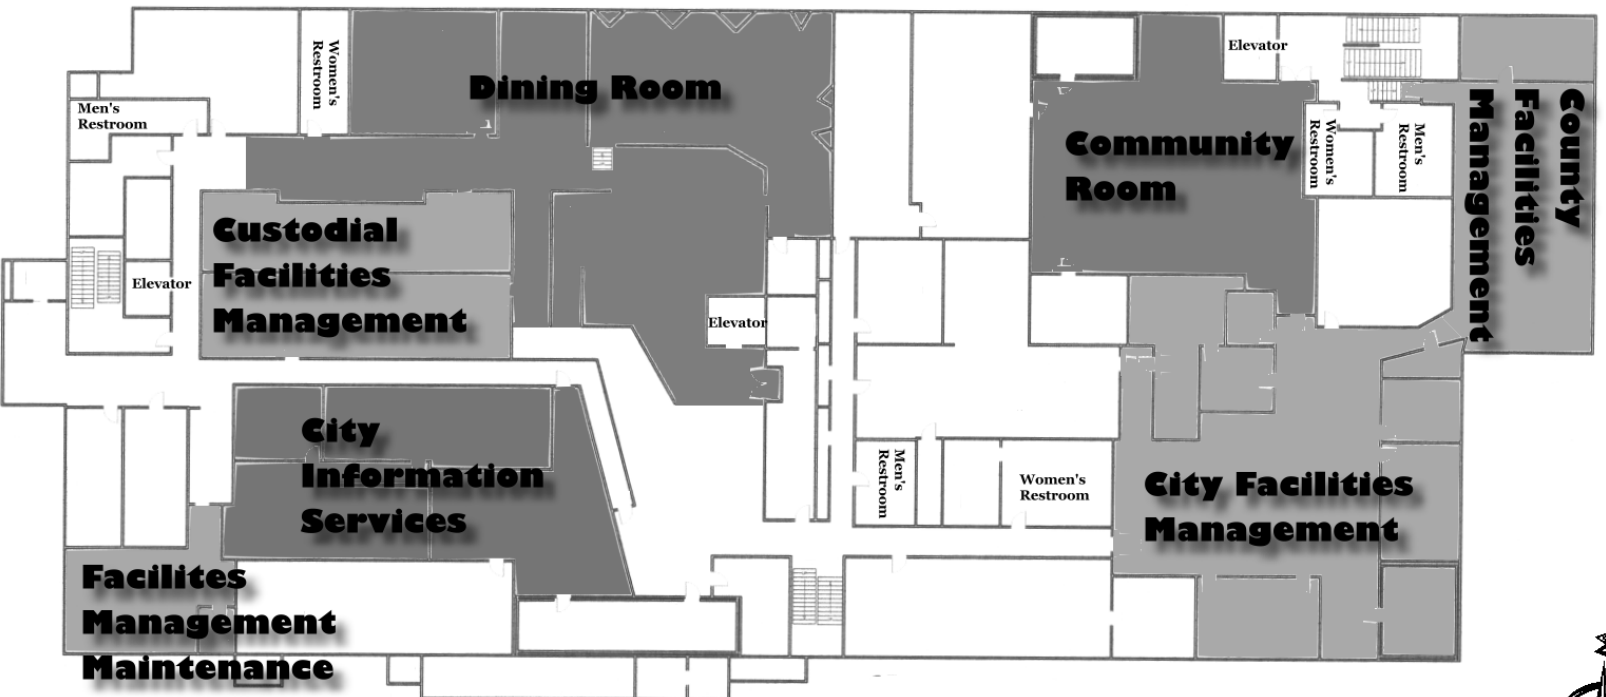 Women's
Restroom
Dining Room
Elevator
Men's
Restroom
Community
Room
Women's
Restroom
Men's
Restroom
County
Facilities
Management
Custodial
Facilities
Management
Elevator
Elevator
City
Information
Services
Men's
Restroom
Women's
Restroom
City Facilities
Management
Facilites
Management
Maintenance